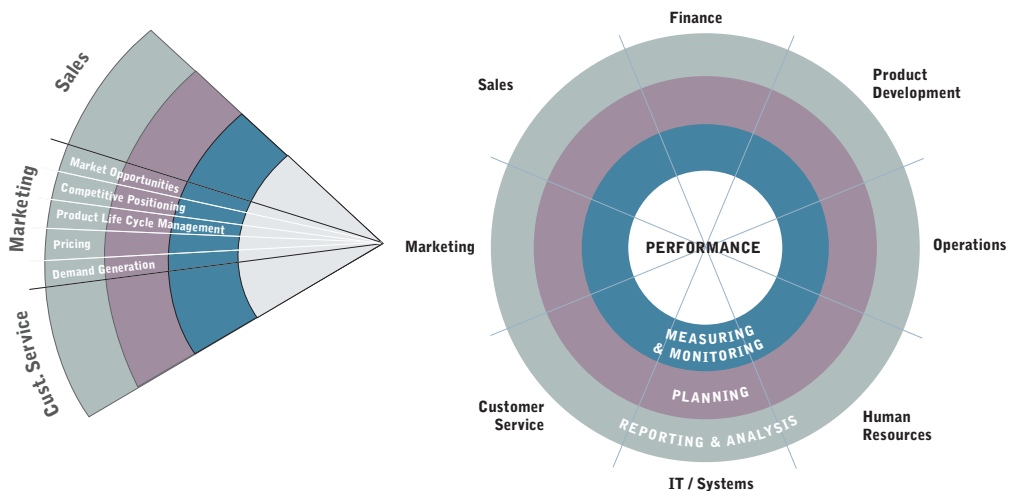 Sales
Marketing
Cust. Service
Market Opportunities
Competitive Positioning
Product Life Cycle Management
Pricing
Demand Generation
Finance
Sales
Product
Development
Marketing
PERFORMANCE
Operations
MEASURING
& MONITORING
PLANNING
REPORTING & ANALYSIS
Customer
Service
Human
Resources
IT / Systems